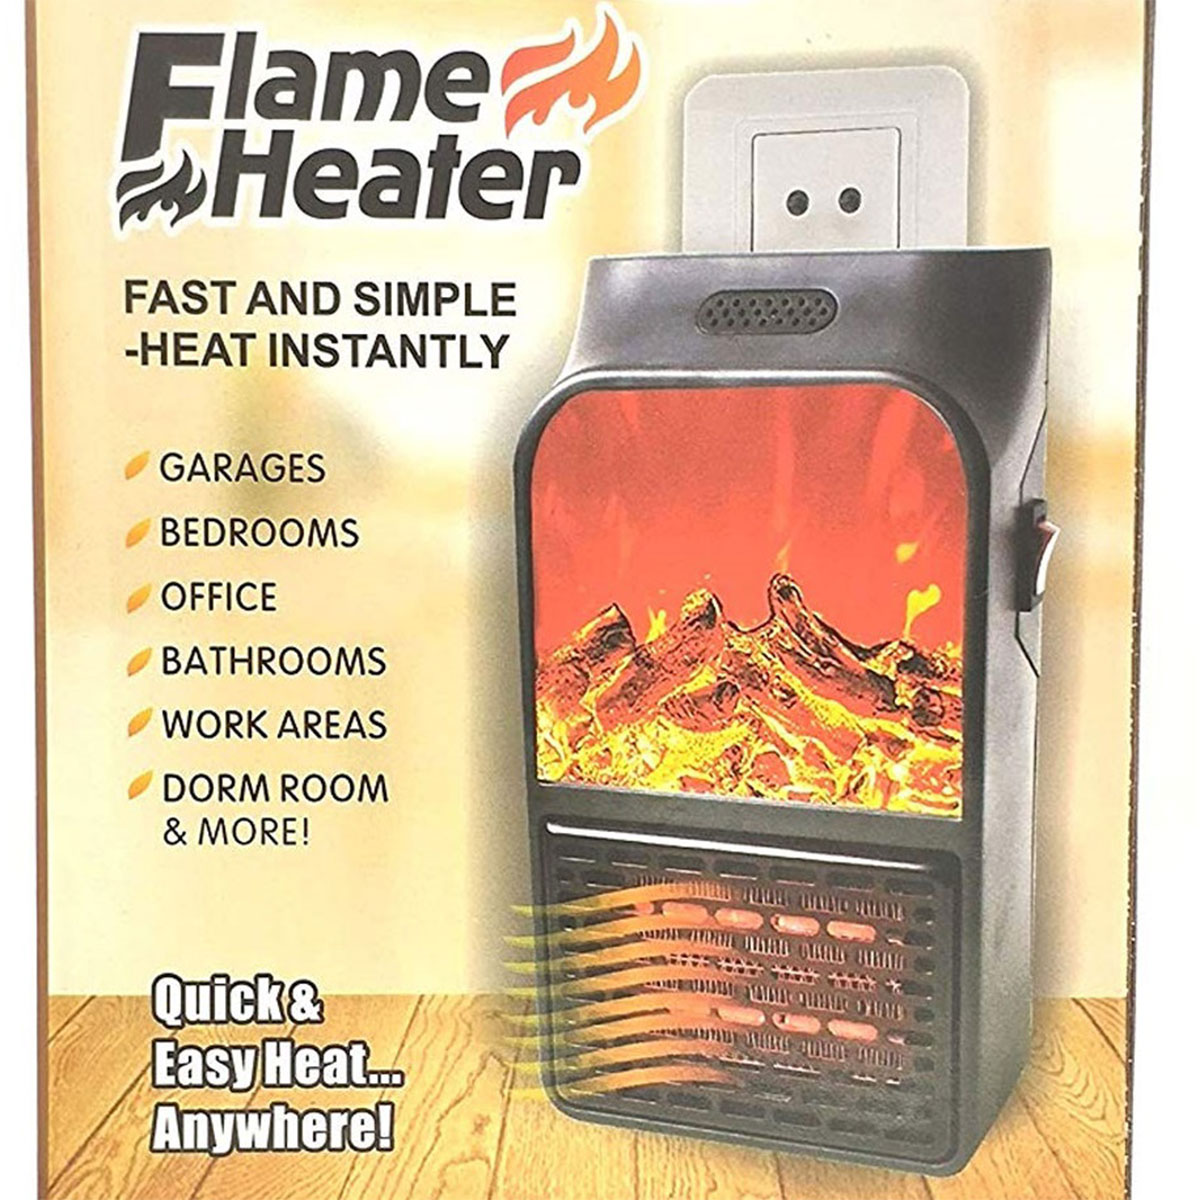 Flame
Heater
FAST AND SIMPLE
-HEAT INSTANTLY
GARAGES
BEDROOMS
OFFICE
BATHROOMS
WORK AREAS
DORM ROOM
& MORE!
Quick &
Easy Heat...
Anywhere!